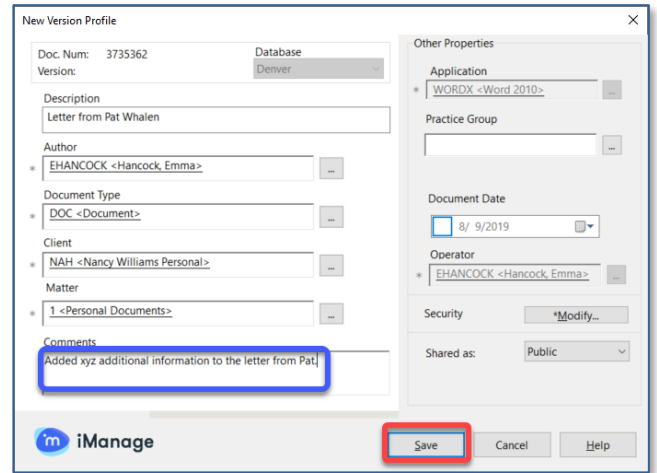 New Version Profile
Doc. Num: 3735362
Version:
Database
Denver
Description
Letter from Pat Whalen
Author
* EHANCOCK <Hancock, Emma> ...
Document Type
* DOC <Document> ...
Client
* NAH <Nancy Williams Personal> ...
Matter
* 1 <Personal Documents> ...
Comments
Added xyz additional information to the letter from Pat.
Other Properties
Application
* WORDX <Word 2010> ...
Practice Group
...
Document Date
8/ 9/2019
Operator
* EHANCOCK <Hancock, Emma> ...
Security *Modify...
Shared as: Public
m iManage
Save Cancel Help